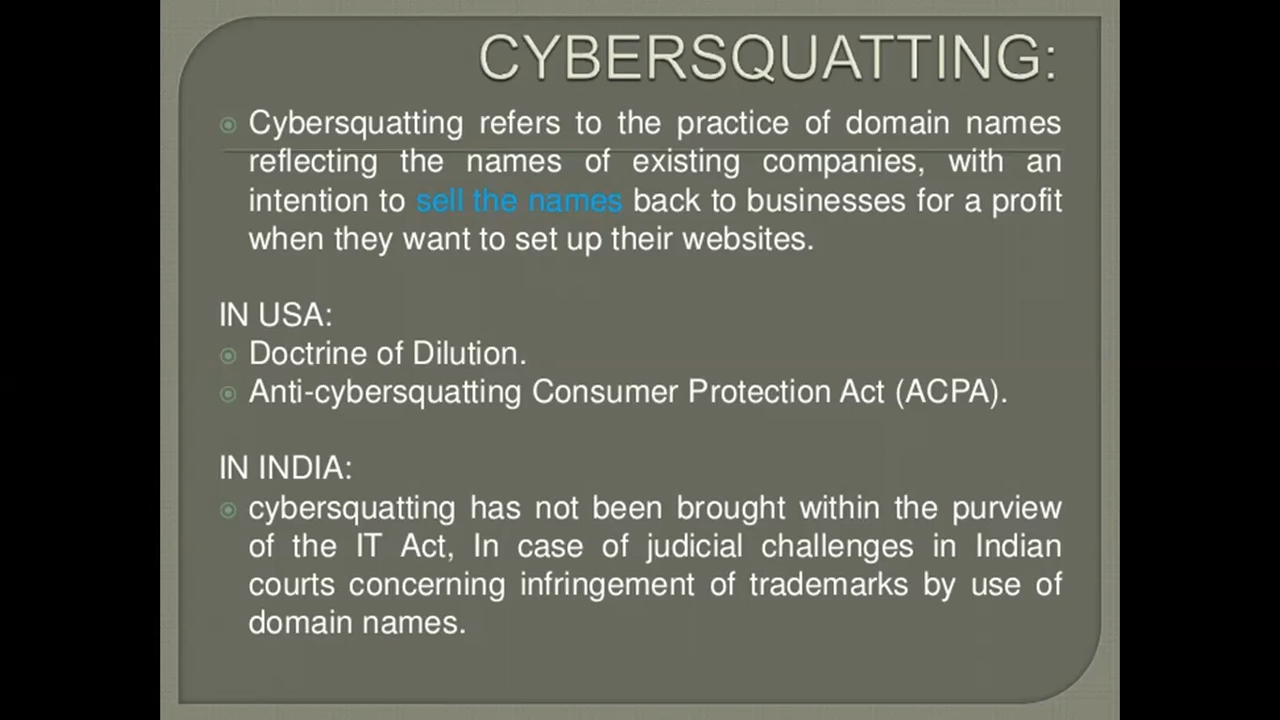 CYBERSQUATTING:
Cybersquatting refers to the practice of domain names
reflecting the names of existing companies, with an
intention to sell the names back to businesses for a profit
when they want to set up their websites.
IN USA:
Doctrine of Dilution.
Anti-cybersquatting Consumer Protection Act (ACPA).
IN INDIA:
cybersquatting has not been brought within the purview
of the IT Act, In case of judicial challenges in Indian
courts concerning infringement of trademarks by use of
domain names.